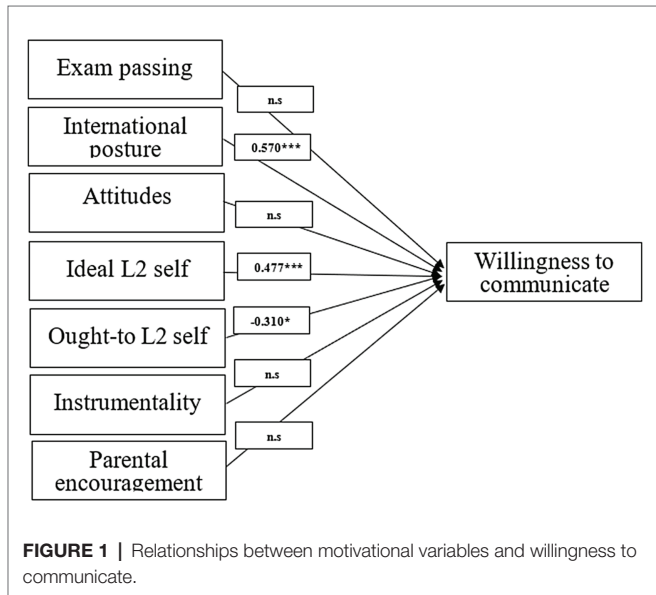 Exam passing
n.s
International
posture
0.570***
Attitudes
n.s
Ideal L2 self
0.477***
Willingness to
communicate
Ought-to L2 self
-0.310*
Instrumentality
n.s
Parental
encouragement
n.s
FIGURE 1 | Relationships between motivational variables and willingness to
communicate.